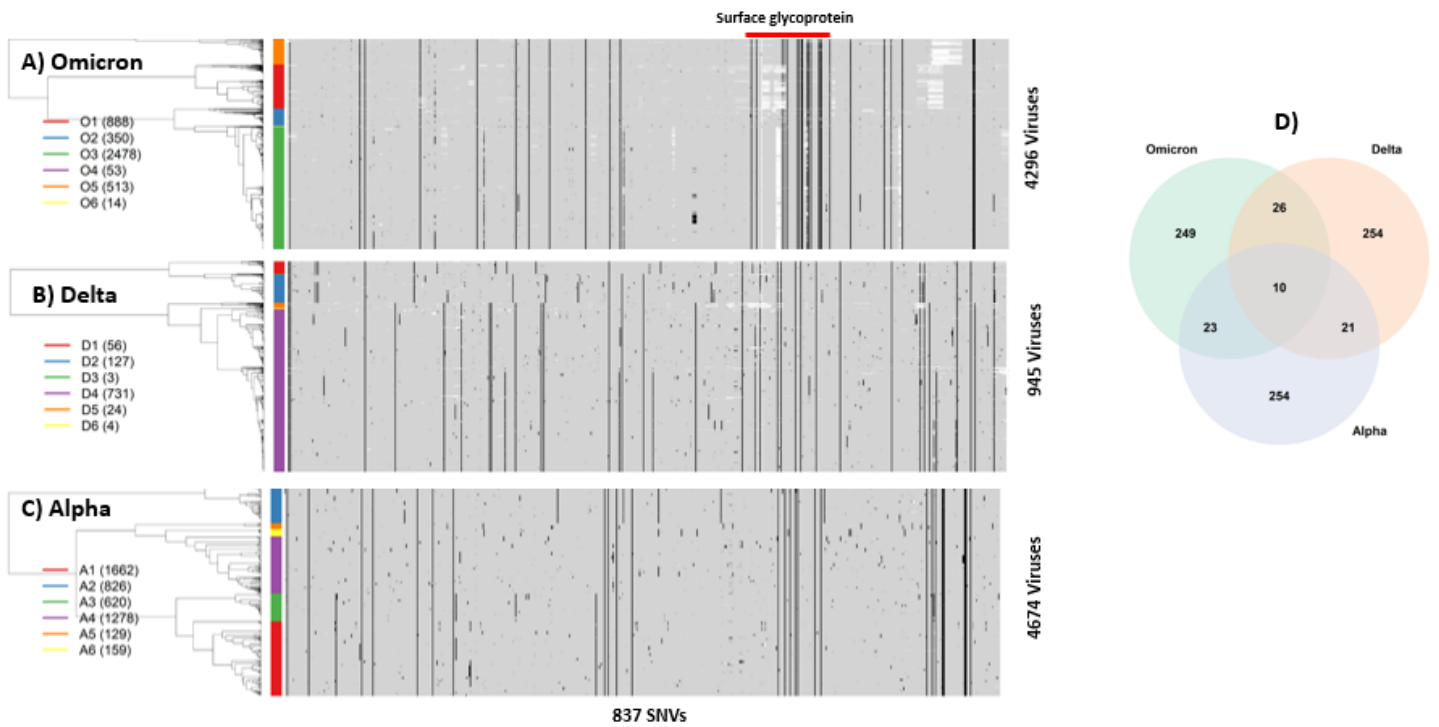 Surface glycoprotein
A) Omicron
O1 (888)
O2 (350)
O3 (2478)
O4 (53)
O5 (513)
O6 (14)
4296 Viruses
B) Delta
D1 (56)
D2 (127)
D3 (3)
D4 (731)
D5 (24)
D6 (4)
945 Viruses
C) Alpha
A1 (1662)
A2 (826)
A3 (620)
A4 (1278)
A5 (129)
A6 (159)
4674 Viruses
837 SNVs
D)
Omicron
Delta
26
249
254
10
23
21
254
Alpha